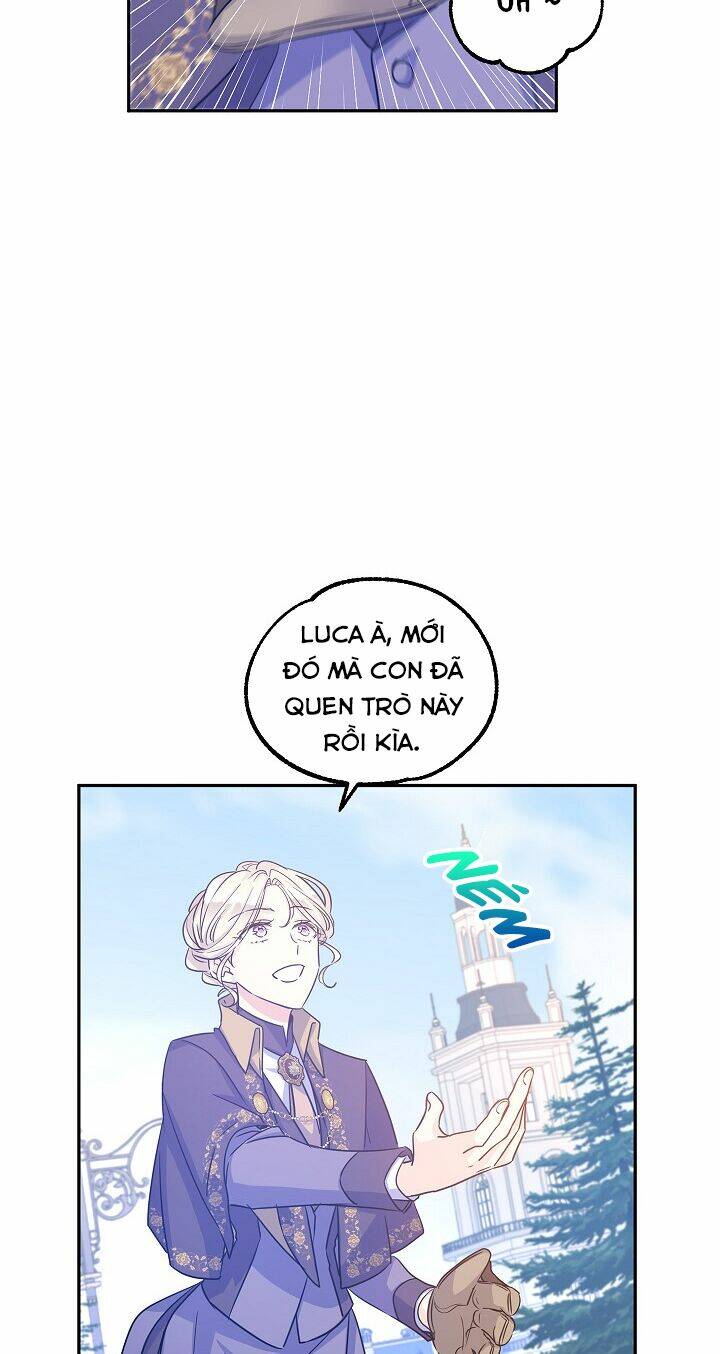 LUCA À, MỚI
ĐÓ MÀ CON ĐÃ
QUEN TRÒ NÀY
RỒI KÌA.
NÉM